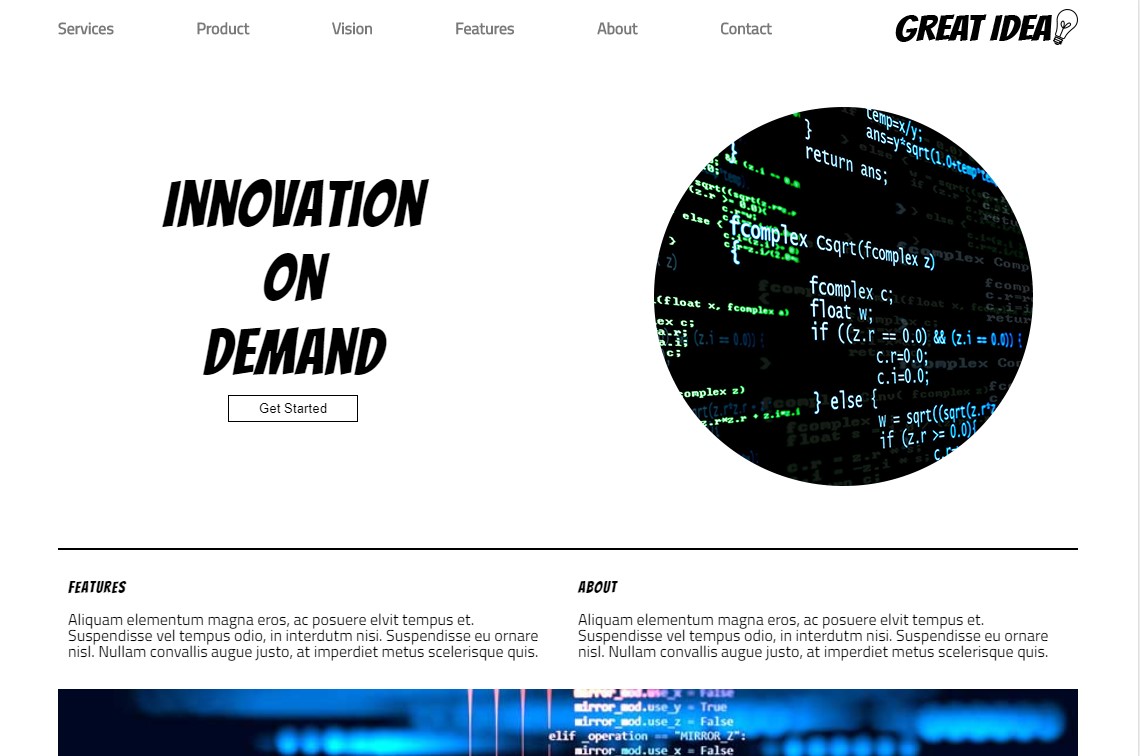 Services Product Vision Features About Contact GREAT IDEA
INNOVATION
ON
DEMAND
Get Started
temp=x/y;
ans=y*sqrt(1.0+temp*te
}
return ans;
}
else {
fcomplex Csqrt(fcomplex z)
{
fcomplex c;
float w;
if ((z.r == 0.0) && (z.i == 0.0)) {
c.r=0.0;
c.i=0.0;
} else {
w = sqrt((sqrt(z.r*z
if (z.r >= 0.0){
c.r
(float x, fcomplex a)
ex c;
a.r;
a.i;
c;
complex z)
z.r*z.r + z.i*z.i
FEATURES
Aliquam elementum magna eros, ac posuere elvit tempus et.
Suspendisse vel tempus odio, in interdutm nisi. Suspendisse eu ornare
nisl. Nullam convallis augue justo, at imperdiet metus scelerisque quis.
ABOUT
Aliquam elementum magna eros, ac posuere elvit tempus et.
Suspendisse vel tempus odio, in interdutm nisi. Suspendisse eu ornare
nisl. Nullam convallis augue justo, at imperdiet metus scelerisque quis.
mirror_mod.use_x = False
mirror_mod.use_y = True
mirror_mod.use_z = False
elif _operation == "MIRROR_Z":
mirror_mod.use_x = False